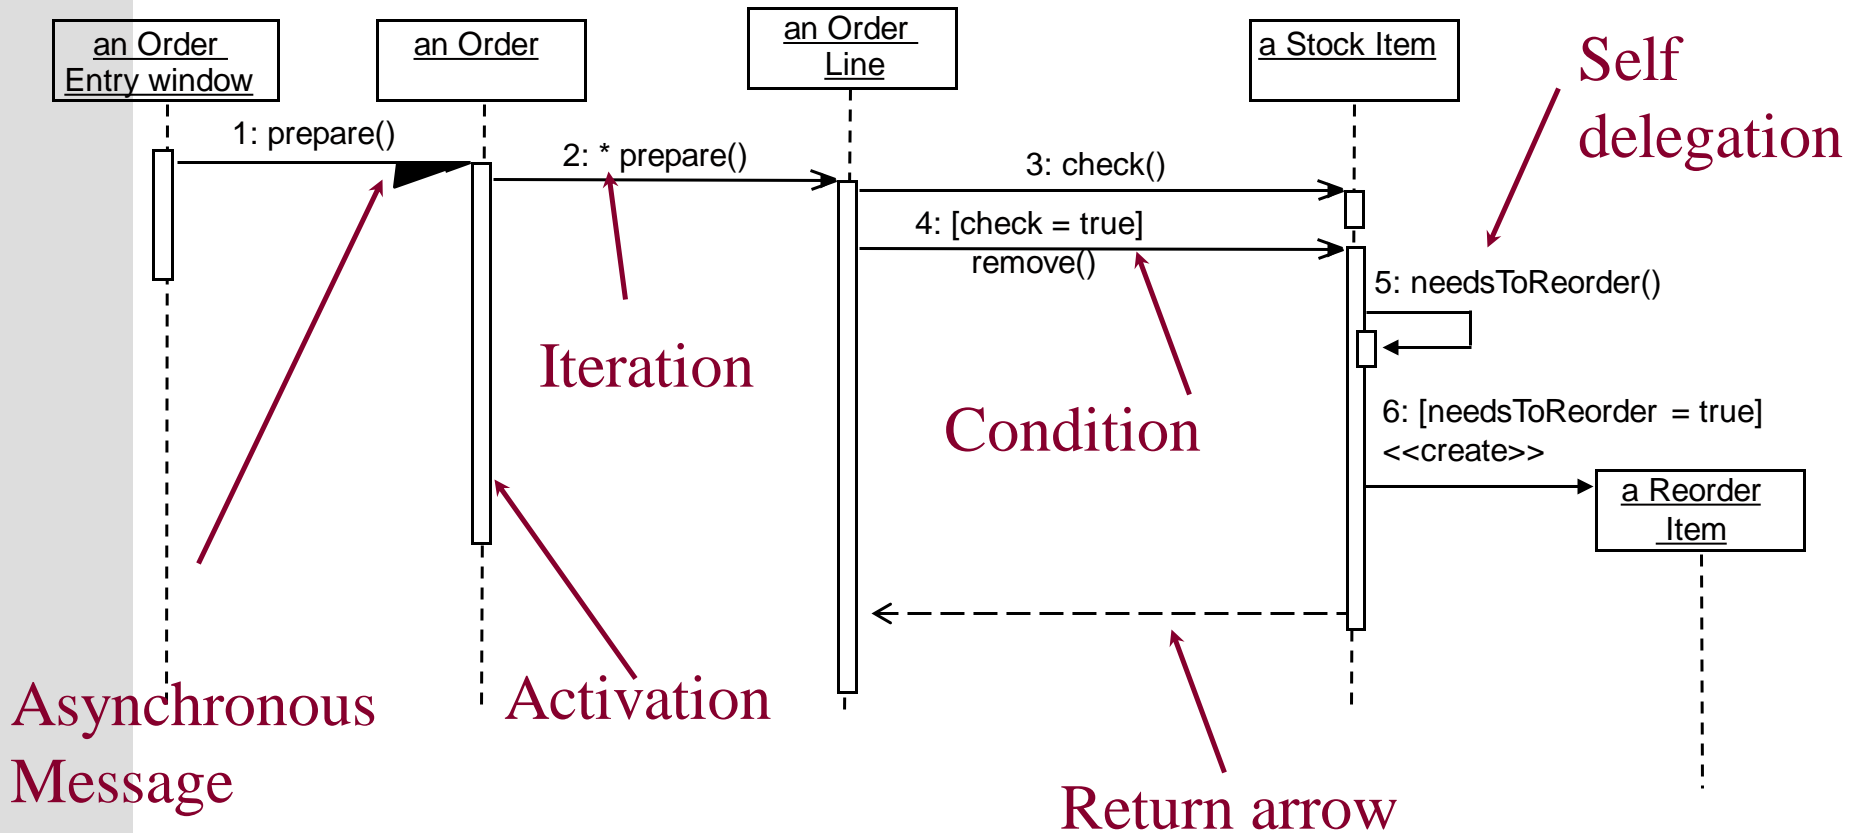 an Order
Entry window
an Order
an Order
Line
a Stock Item
Self
delegation
1: prepare()
2: * prepare()
3: check()
4: [check = true]
remove()
5: needsToReorder()
Iteration
Condition
6: [needsToReorder = true]
<<create>>
a Reorder
Item
Asynchronous
Message
Activation
Return arrow